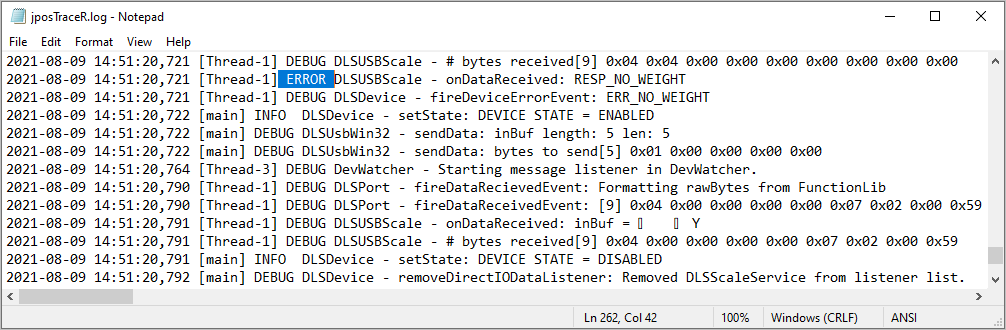 jposTraceR.log - Notepad
File Edit Format View Help
2021-08-09 14:51:20,721 [Thread-1] DEBUG DLSUSBScale - # bytes received[9] 0x04 0x04 0x00 0x00 0x00 0x00 0x00 0x00 0x00
2021-08-09 14:51:20,721 [Thread-1] ERROR DLSUSBScale - onDataReceived: RESP_NO_WEIGHT
2021-08-09 14:51:20,721 [Thread-1] DEBUG DLSDevice - fireDeviceErrorEvent: ERR_NO_WEIGHT
2021-08-09 14:51:20,722 [main] INFO  DLSDevice - setState: DEVICE STATE = ENABLED
2021-08-09 14:51:20,722 [main] DEBUG DLSUsbWin32 - sendData: inBuf length: 5 len: 5
2021-08-09 14:51:20,722 [main] DEBUG DLSUsbWin32 - sendData: bytes to send[5] 0x01 0x00 0x00 0x00 0x00
2021-08-09 14:51:20,764 [Thread-3] DEBUG DevWatcher - Starting message listener in DevWatcher.
2021-08-09 14:51:20,790 [Thread-1] DEBUG DLSPort - fireDataRecievedEvent: Formatting rawBytes from FunctionLib
2021-08-09 14:51:20,790 [Thread-1] DEBUG DLSPort - fireDataReceivedEvent: [9] 0x04 0x00 0x00 0x00 0x00 0x07 0x02 0x00 0x59
2021-08-09 14:51:20,791 [Thread-1] DEBUG DLSUSBScale - onDataReceived: inBuf = ▯    ▯ Y
2021-08-09 14:51:20,791 [Thread-1] DEBUG DLSUSBScale - # bytes received[9] 0x04 0x00 0x00 0x00 0x00 0x07 0x02 0x00 0x59
2021-08-09 14:51:20,791 [main] INFO  DLSDevice - setState: DEVICE STATE = DISABLED
2021-08-09 14:51:20,792 [main] DEBUG DLSDevice - removeDirectIODataListener: Removed DLSScaleService from listener list.
Ln 262, Col 42 100% Windows (CRLF) ANSI